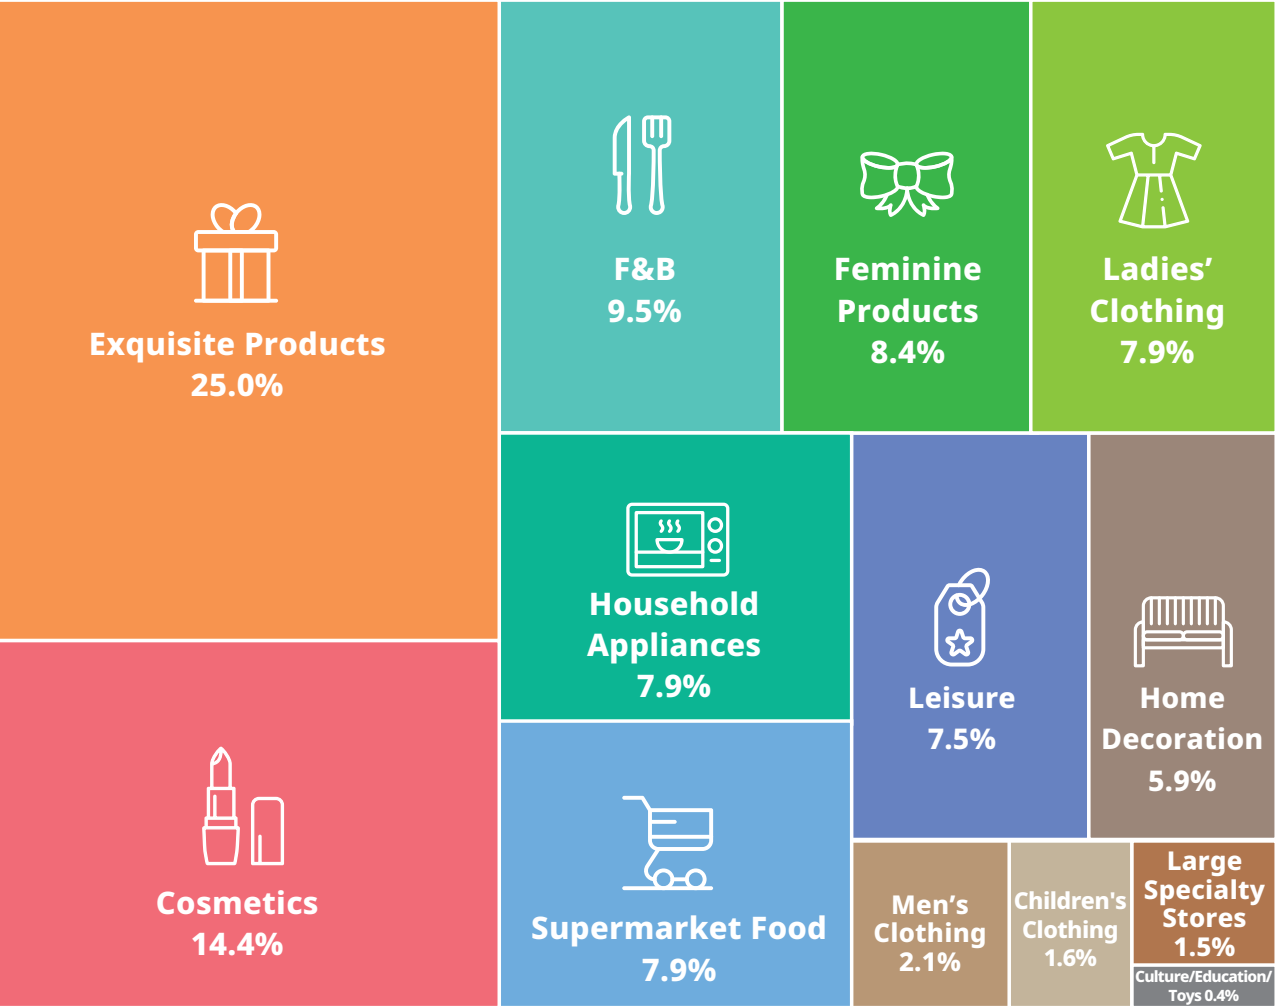 Exquisite Products
25.0%
F&B
9.5%
Feminine
Products
8.4%
Ladies’
Clothing
7.9%
Household
Appliances
7.9%
Leisure
7.5%
Home
Decoration
5.9%
Cosmetics
14.4%
Supermarket Food
7.9%
Men’s
Clothing
2.1%
Children's
Clothing
1.6%
Large
Specialty
Stores
1.5%
Culture/Education/
Toys 0.4%